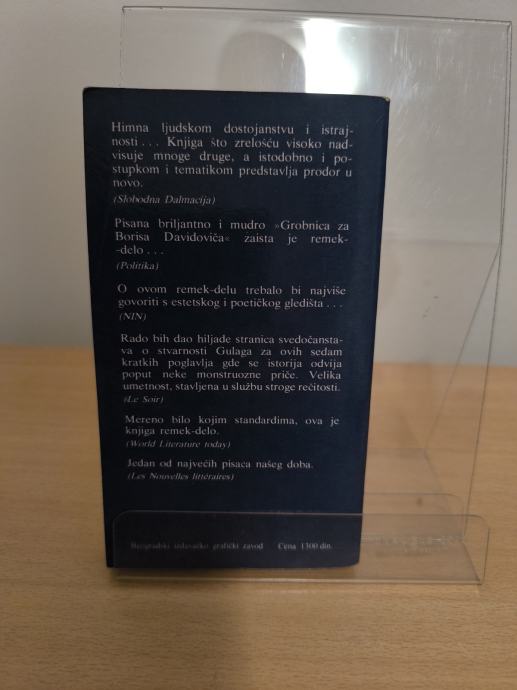 Himna ljudskom dostojanstvu i istraj-
nosti . . . Knjiga što zrelošću visoko nad-
visuje mnoge druge, a istodobno i po-
stupkom i tematikom predstavlja prodor u
novo.
(Slobodna Dalmacija)
Pisana briljantno i mudro »Grobnica za
Borisa Davidoviča« zaista je remek-
-delo . . .
(Politika)
O ovom remek-delu trebalo bi najviše
govoriti s estetskog i poetičkog gledišta . . .
(NIN)
Rado bih dao hiljade stranica svedočansta-
va o stvarnosti Gulaga za ovih sedam
kratkih poglavlja gde se istorija odvija
poput neke monstruozne priče. Velika
umetnost, stavljena u službu stroge rečitosti.
(Le Soir)
Mereno bilo kojim standardima, ova je
knjiga remek-delo.
(World Literature today)
Jedan od najvećih pisaca našeg doba.
(Les Nouvelles littéraires)
Beogradski izdavačko grafički zavod Cena 1300 din.